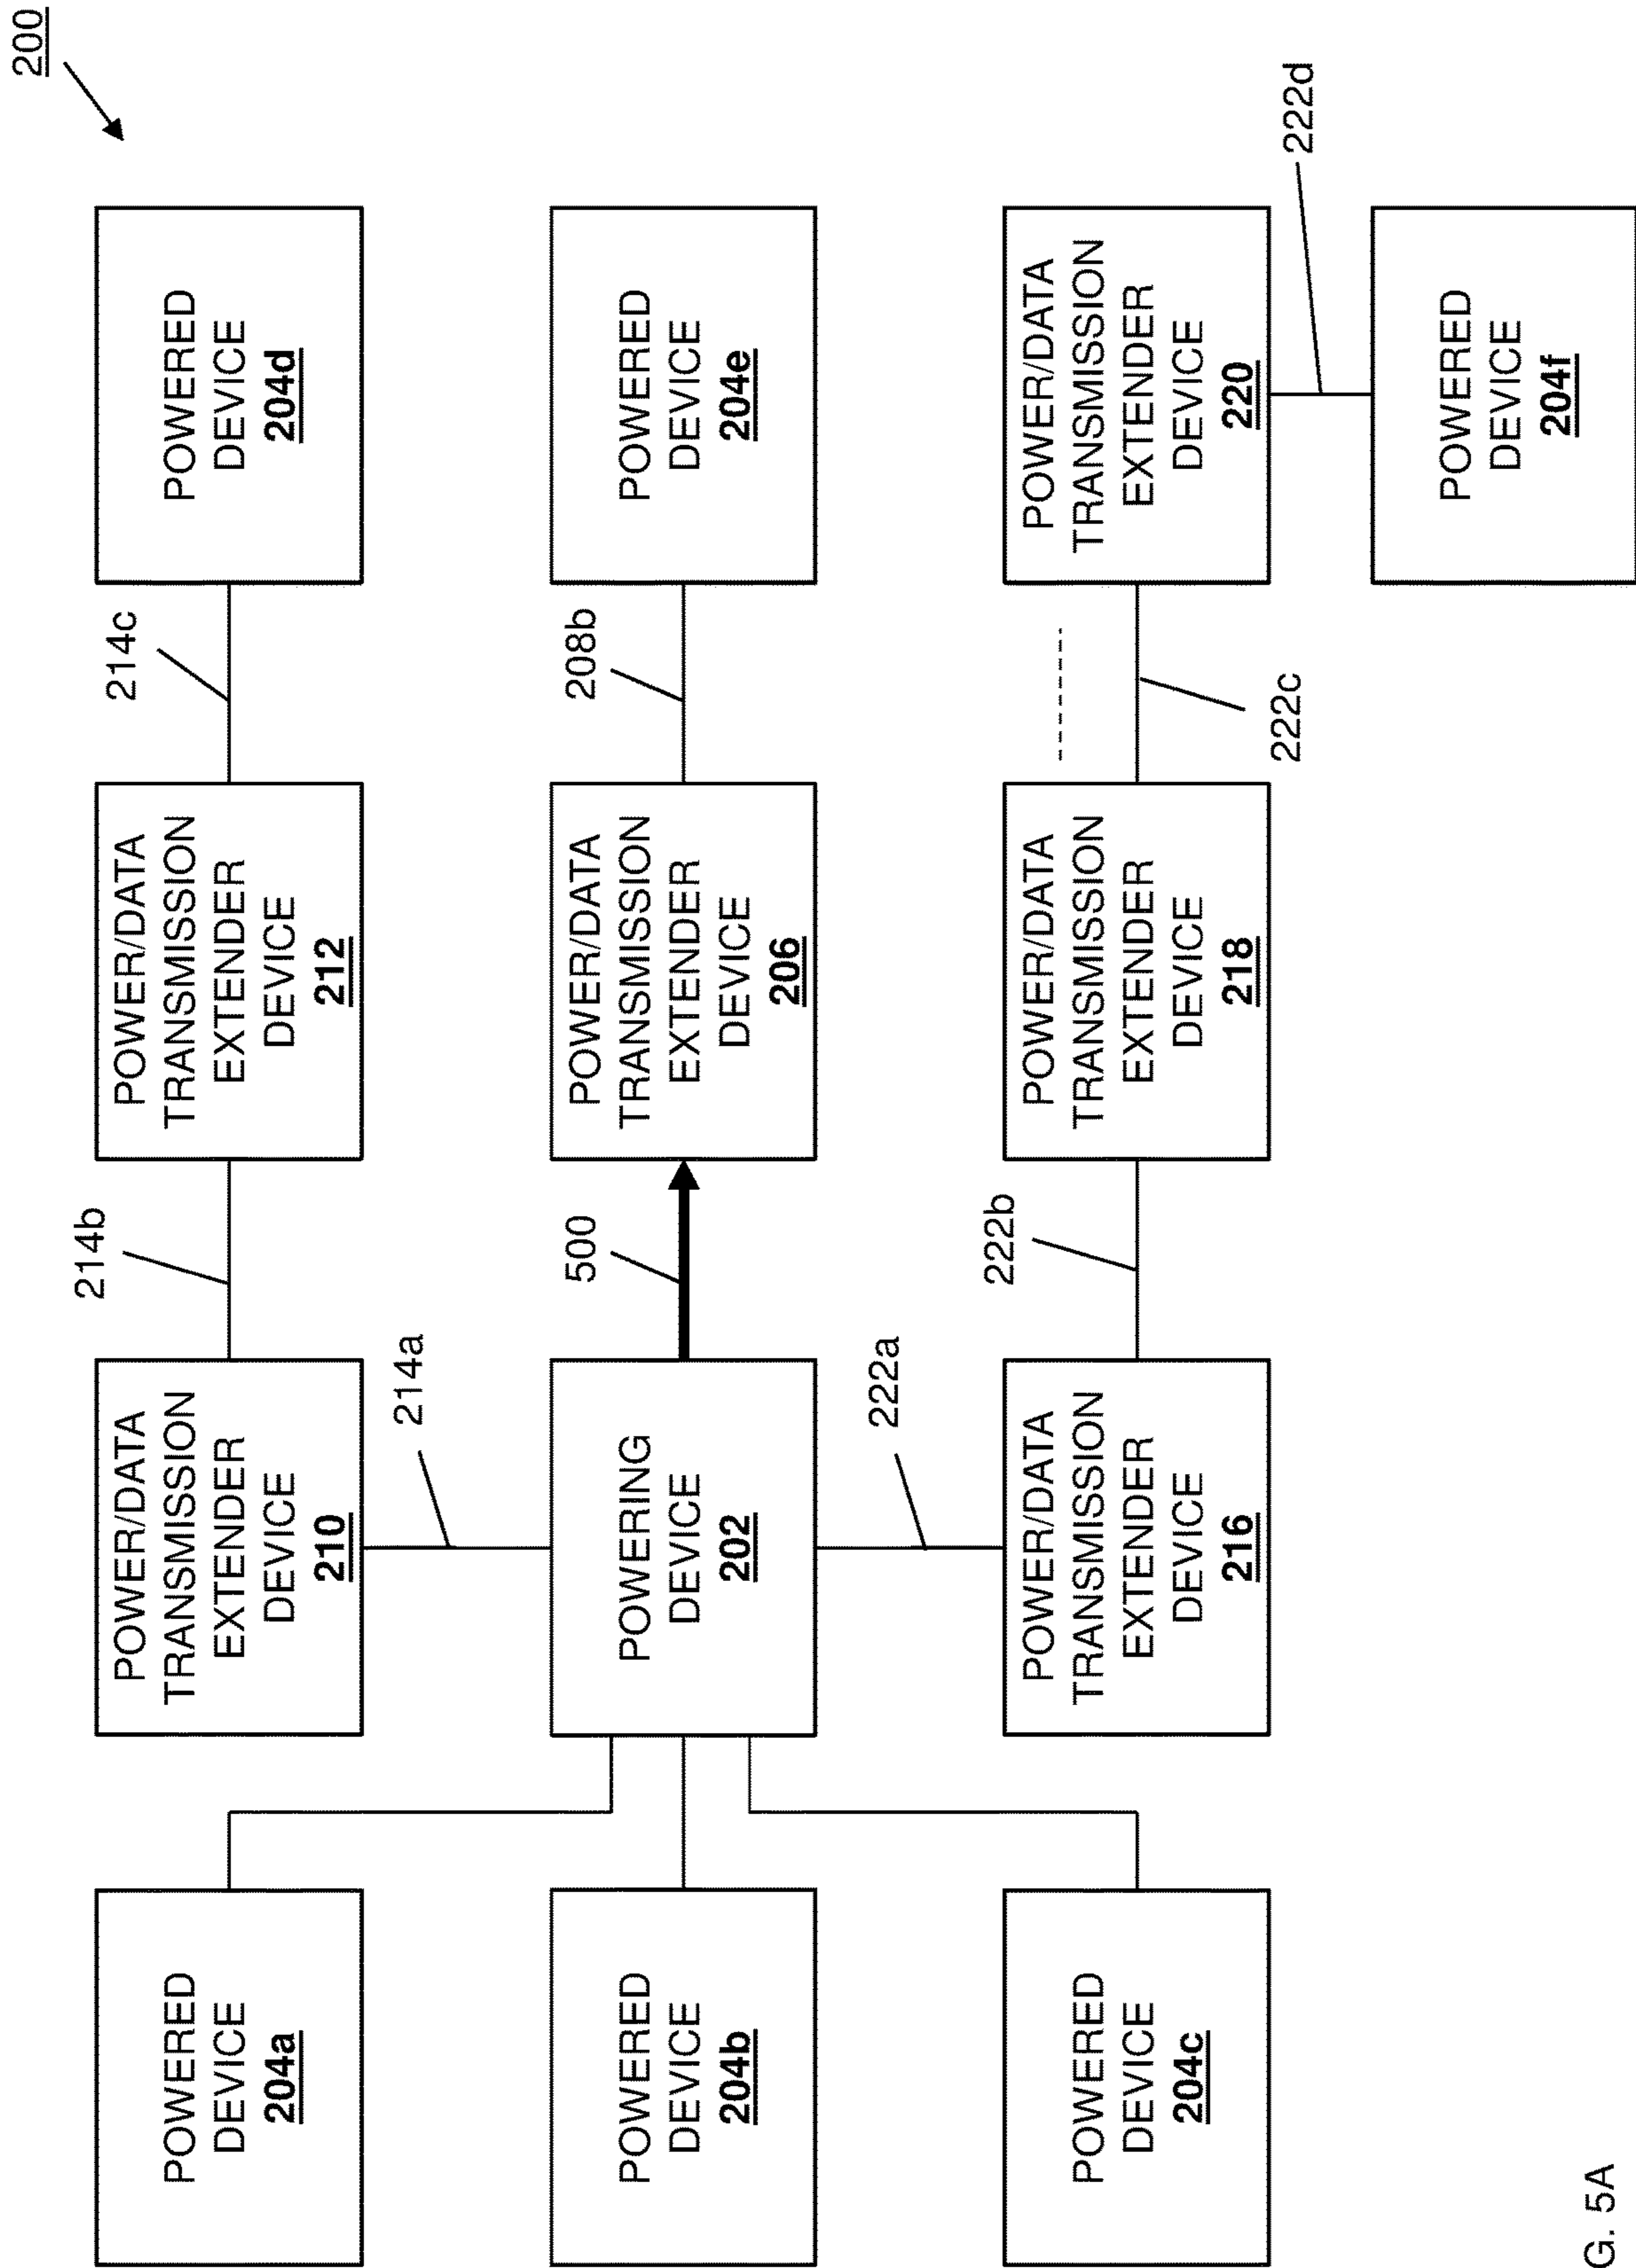 200
POWERED
DEVICE
204a
POWER/DATA
TRANSMISSION
EXTENDER
DEVICE
210
214b
POWER/DATA
TRANSMISSION
EXTENDER
DEVICE
212
214c
POWERED
DEVICE
204d
214a
POWERED
DEVICE
204b
POWERING
DEVICE
202
500
POWER/DATA
TRANSMISSION
EXTENDER
DEVICE
206
208b
POWERED
DEVICE
204e
222a
POWERED
DEVICE
204c
POWER/DATA
TRANSMISSION
EXTENDER
DEVICE
216
222b
POWER/DATA
TRANSMISSION
EXTENDER
DEVICE
218
222c
POWER/DATA
TRANSMISSION
EXTENDER
DEVICE
220
222d
POWERED
DEVICE
204f
G. 5A